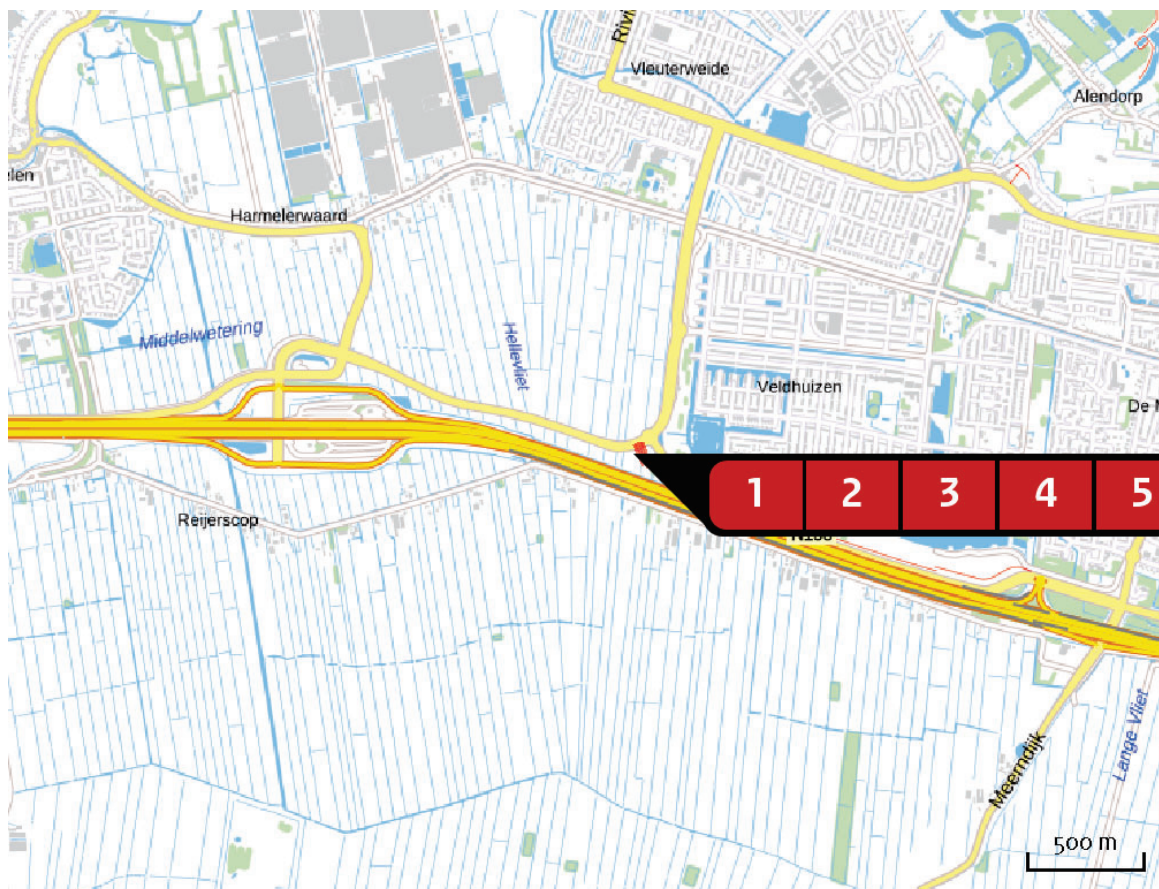 Vleuterweide
Alendorp
Harmelerwaard
Middelwetering
Hellevliet
Veldhuizen
1 2 3 4 5
Reijerscop
Meerndijk
Lange Vliet
500 m